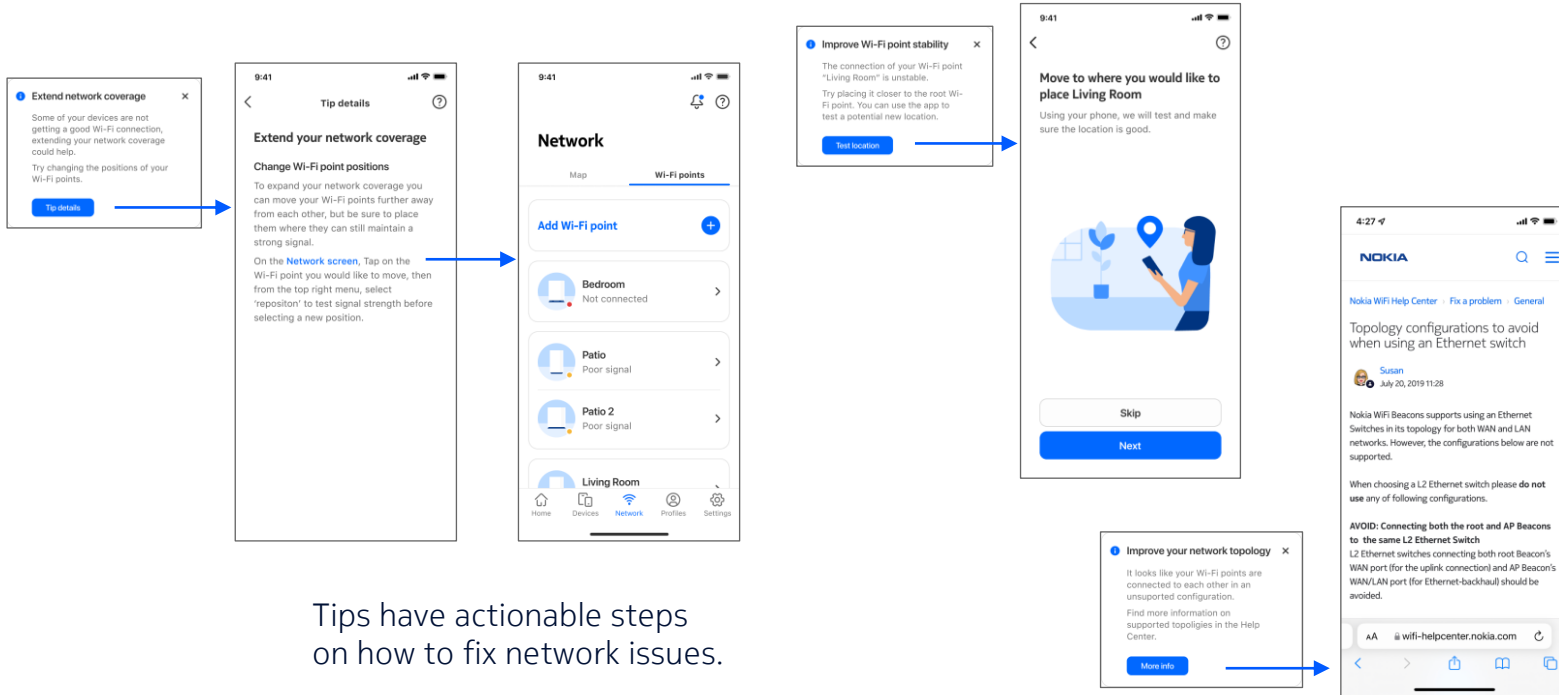 Extend network coverage
Some of your devices are not
getting a good Wi-Fi connection,
extending your network coverage
could help.
Try changing the positions of your
Wi-Fi points.
Tip details
9:41
Tip details
Extend your network coverage
Change Wi-Fi point positions
To expand your network coverage you
can move your Wi-Fi points further away
from each other, but be sure to place
them where they can still maintain a
strong signal.
On the Network screen, Tap on the
Wi-Fi point you would like to move, then
from the top right menu, select
'repositon' to test signal strength before
selecting a new position.
9:41
Network
Map
Wi-Fi points
Add Wi-Fi point
Bedroom
Not connected
Patio
Poor signal
Patio 2
Poor signal
Living Room
Home
Devices
Network
Profiles
Settings
Tips have actionable steps
on how to fix network issues.
Improve Wi-Fi point stability
The connection of your Wi-Fi point
"Living Room" is unstable.
Try placing it closer to the root Wi-
Fi point. You can use the app to
test a potential new location.
Test location
9:41
Move to where you would like to
place Living Room
Using your phone, we will test and make
sure the location is good.
Skip
Next
Improve your network topology
It looks like your Wi-Fi points are
connected to each other in an
unsuported configuration.
Find more information on
supported topoligies in the Help
Center.
More info
4:27
NOKIA
Nokia WiFi Help Center › Fix a problem › General
Topology configurations to avoid
when using an Ethernet switch
Susan
July 20, 2019 11:28
Nokia WiFi Beacons supports using an Ethernet
Switches in its topology for both WAN and LAN
networks. However, the configurations below are not
supported.
When choosing a L2 Ethernet switch please do not
use any of following configurations.
AVOID: Connecting both the root and AP Beacons
to the same L2 Ethernet Switch
L2 Ethernet switches connecting both root Beacon's
WAN port (for the uplink connection) and AP Beacon's
WAN/LAN port (for Ethernet-backhaul) should be
avoided.
AA wifi-helpcenter.nokia.com